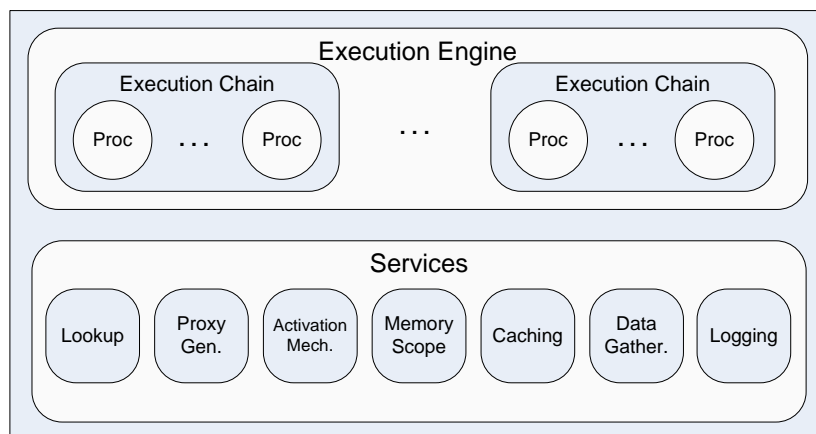 Execution Engine
Execution Chain
Proc
...
Proc
...
Execution Chain
Proc
...
Proc
Services
Lookup
Proxy
Gen.
Activation
Mech.
Memory
Scope
Caching
Data
Gather.
Logging